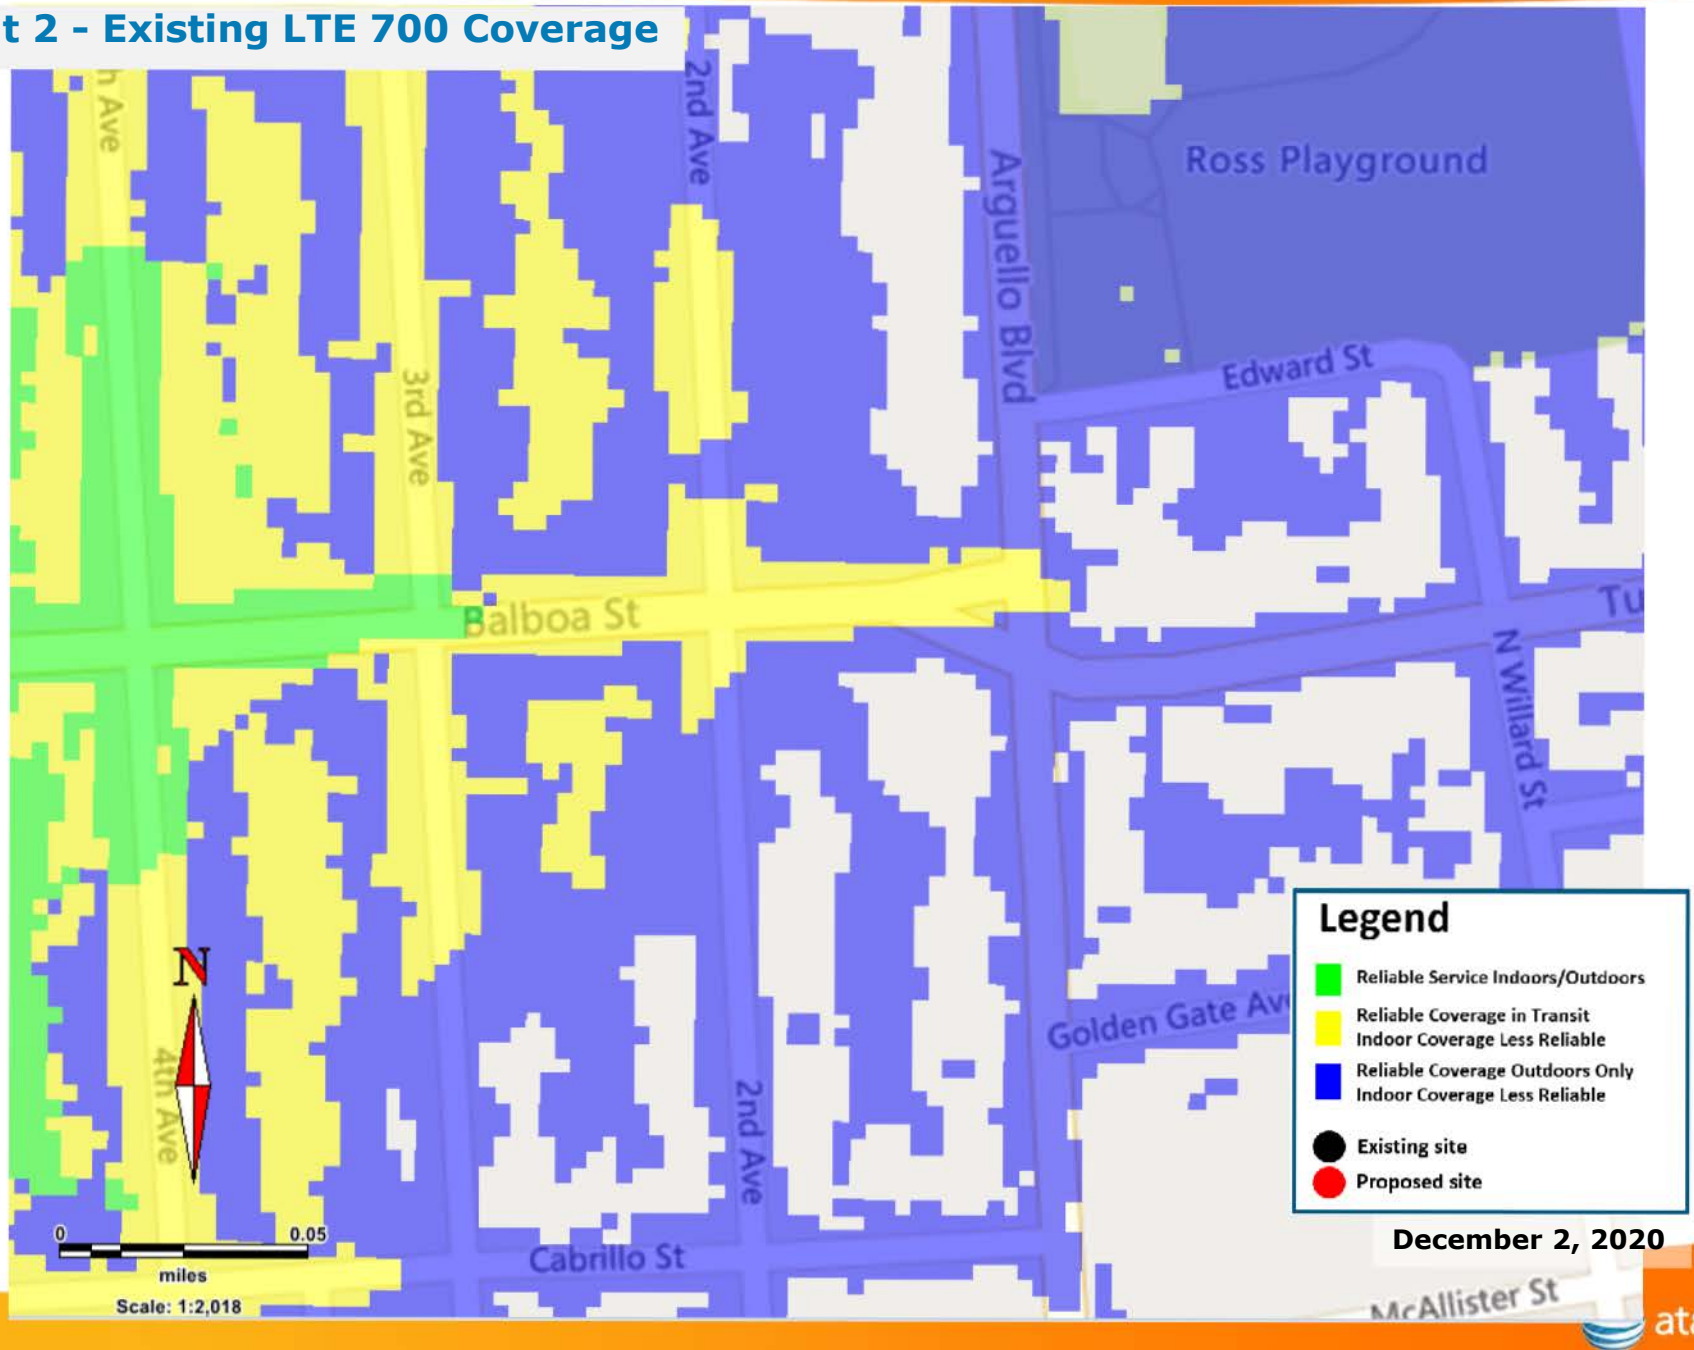 t 2 - Existing LTE 700 Coverage
h Ave
2nd Ave
Ross Playground
Arguello Blvd
Edward St
3rd Ave
Balboa St
Tu
N Willard St
Legend
Reliable Service Indoors/Outdoors
Reliable Coverage in Transit
Indoor Coverage Less Reliable
Reliable Coverage Outdoors Only
Indoor Coverage Less Reliable
Existing site
Proposed site
N
4th Ave
Golden Gate Av
2nd Ave
0 0.05
miles
Scale: 1:2,018
Cabrillo St
December 2, 2020
McAllister St
at